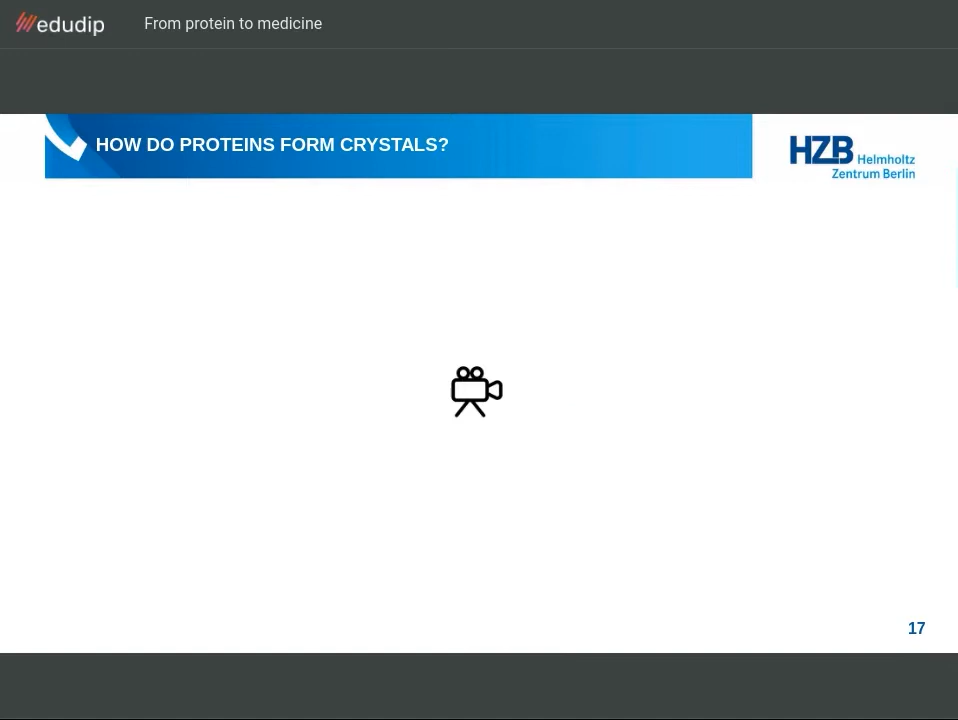 edudip
From protein to medicine
HOW DO PROTEINS FORM CRYSTALS?
HZB Helmholtz
Zentrum Berlin
17